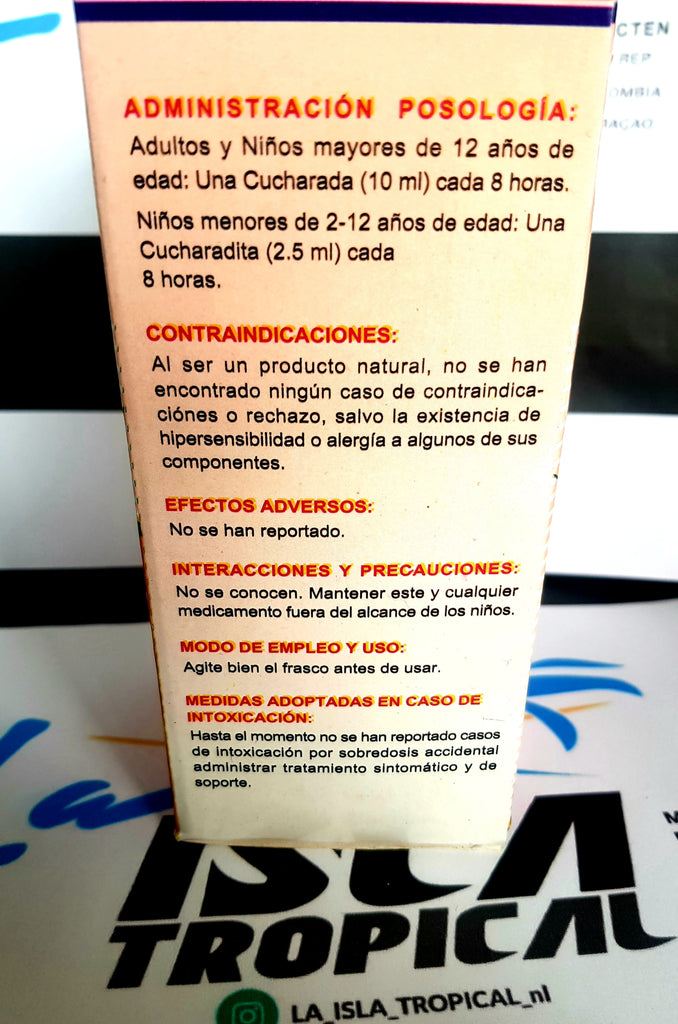 ADMINISTRACIÓN POSOLOGÍA:
Adultos y Niños mayores de 12 años de
edad: Una Cucharada (10 ml) cada 8 horas.
Niños menores de 2-12 años de edad: Una
Cucharadita (2.5 ml) cada
8 horas.
CONTRAINDICACIONES:
Al ser un producto natural, no se han
encontrado ningún caso de contraindica-
ciónes o rechazo, salvo la existencia de
hipersensibilidad o alergía a algunos de sus
componentes.
EFECTOS ADVERSOS:
No se han reportado.
INTERACCIONES Y PRECAUCIONES:
No se conocen. Mantener este y cualquier
medicamento fuera del alcance de los niños.
MODO DE EMPLEO Y USO:
Agite bien el frasco antes de usar.
MEDIDAS ADOPTADAS EN CASO DE
INTOXICACIÓN:
Hasta el momento no se han reportado casos
de intoxicación por sobredosis accidental
administrar tratamiento sintomático y de
soporte.
ISLA
TROPICAL
LA_ISLA_TROPICAL_nl